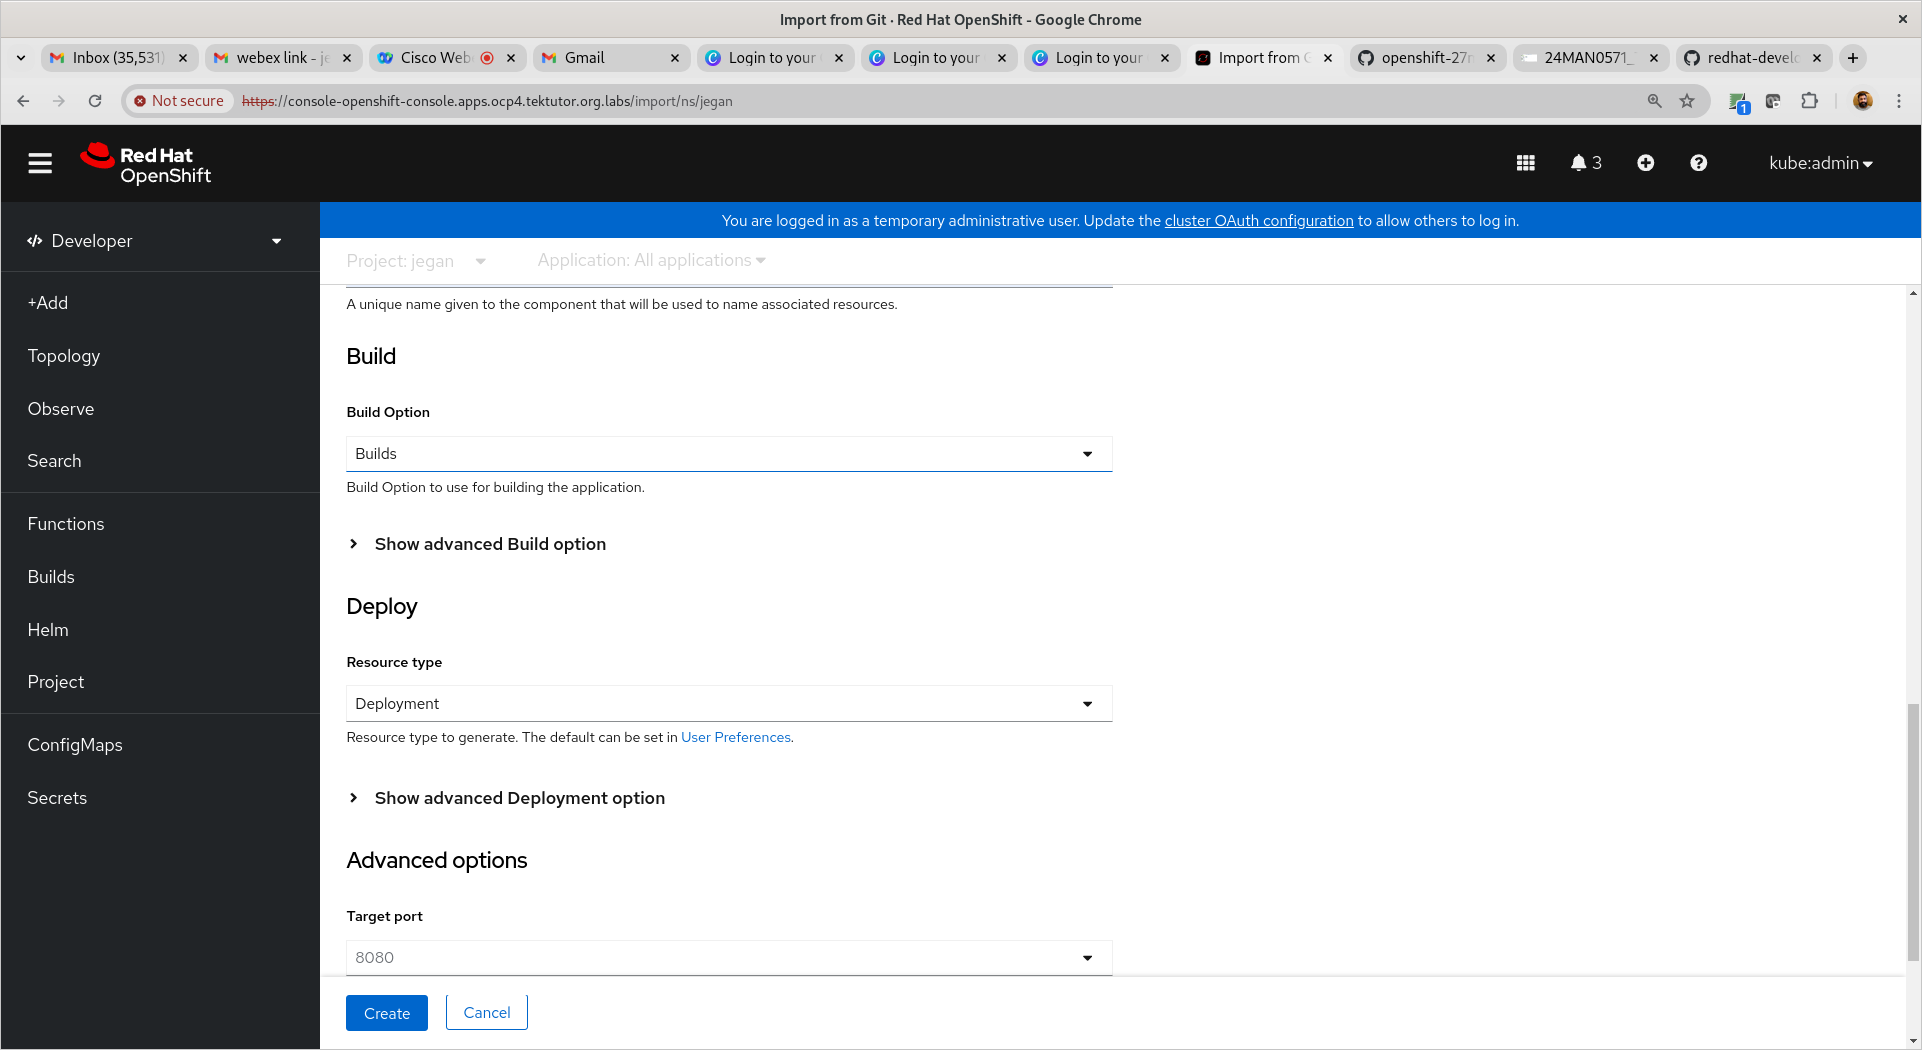 Import from Git · Red Hat OpenShift - Google Chrome
Inbox (35,531) webex link - je Cisco Web Gmail Login to your Login to your Login to your Import from G openshift-27 24MAN0571_ redhat-develo
Not secure https://console-openshift-console.apps.ocp4.tektutor.org.labs/import/ns/jegan 1
Red Hat
OpenShift
3
kube:admin
You are logged in as a temporary administrative user. Update the cluster OAuth configuration to allow others to log in.
Developer
Project: jegan Application: All applications
+Add
Topology
Observe
Search
Functions
Builds
Helm
Project
ConfigMaps
Secrets
A unique name given to the component that will be used to name associated resources.
Build
Build Option
Builds
Build Option to use for building the application.
Show advanced Build option
Deploy
Resource type
Deployment
Resource type to generate. The default can be set in User Preferences.
Show advanced Deployment option
Advanced options
Target port
8080
Create Cancel